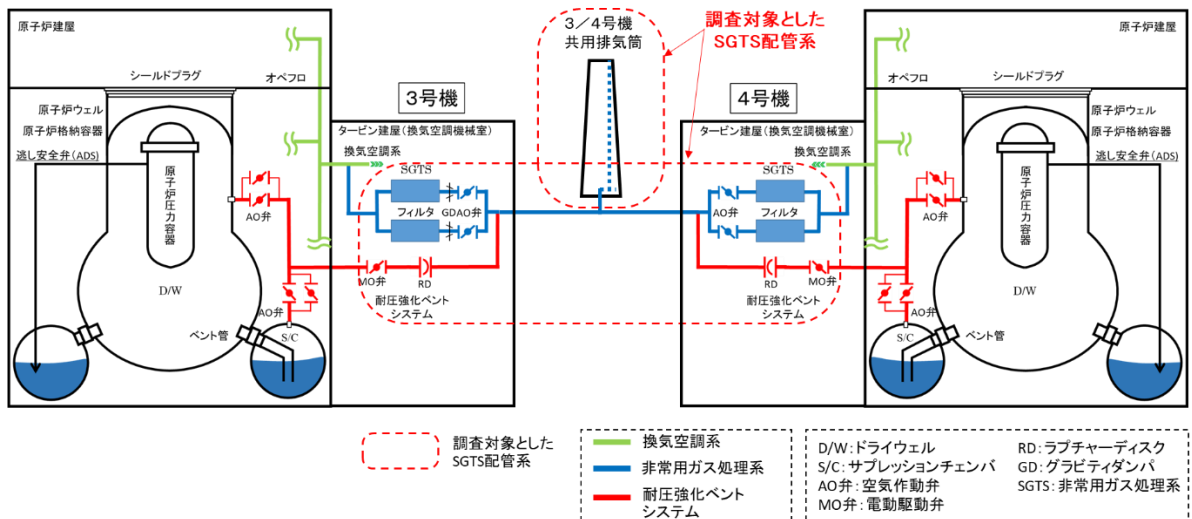 原子炉建屋
シールドプラグ
オペフロ
原子炉ウェル
原子炉格納容器
逃し安全弁(ADS)
原子炉圧力容器
AO弁
D/W
AO弁
ベント管
S/C
3号機
タービン建屋(換気空調機械室)
換気空調系
SGTS
フィルタ
GDAO弁
MO弁
RD
耐圧強化ベント
システム
3/4号機
共用排気筒
調査対象とした
SGTS配管系
4号機
タービン建屋(換気空調機械室)
換気空調系
SGTS
AO弁
フィルタ
RD
MO弁
耐圧強化ベント
システム
原子炉建屋
シールドプラグ
オペフロ
原子炉ウェル
原子炉格納容器
逃し安全弁(ADS)
原子炉圧力容器
AO弁
D/W
AO弁
S/C
ベント管
調査対象とした
SGTS配管系
換気空調系
非常用ガス処理系
耐圧強化ベント
システム
D/W:ドライウェル
S/C:サプレッションチェンバ
AO弁:空気作動弁
MO弁:電動駆動弁
RD:ラプチャーディスク
GD:グラビティダンパ
SGTS:非常用ガス処理系